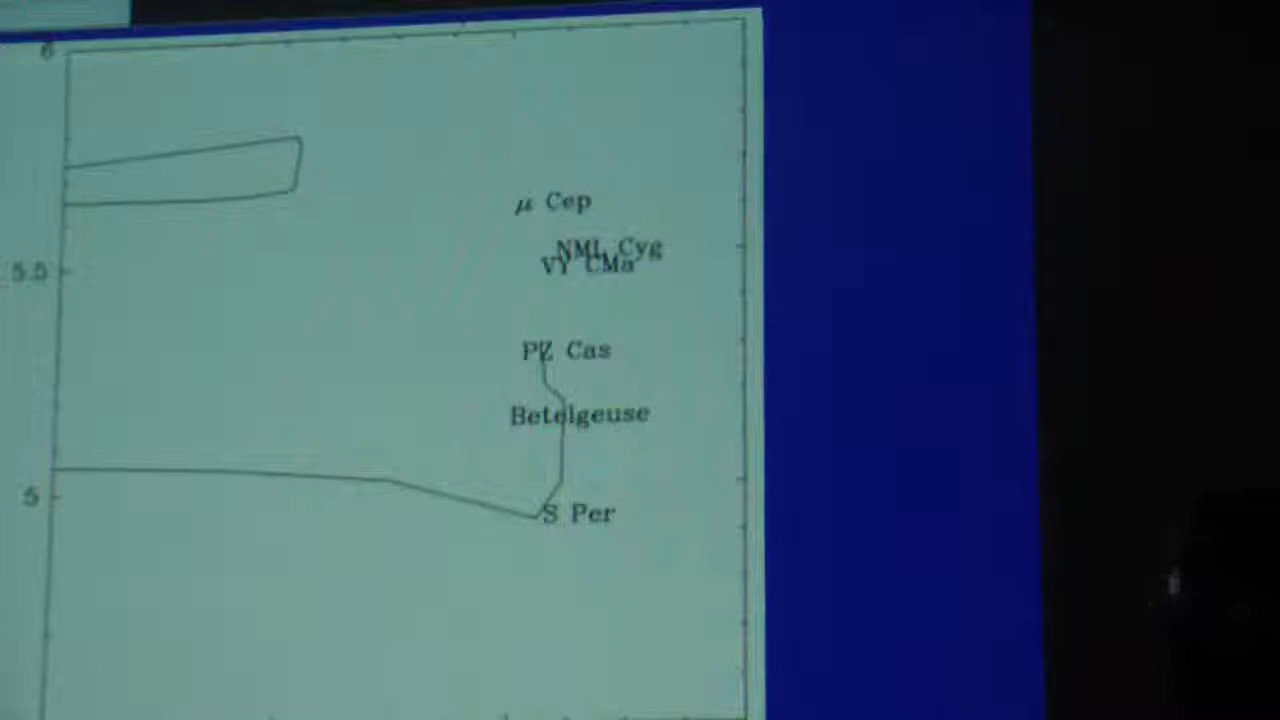 6
μ Cep
NML Cyg
5.5
VY CMa
PZ Cas
Betelgeuse
5
S Per